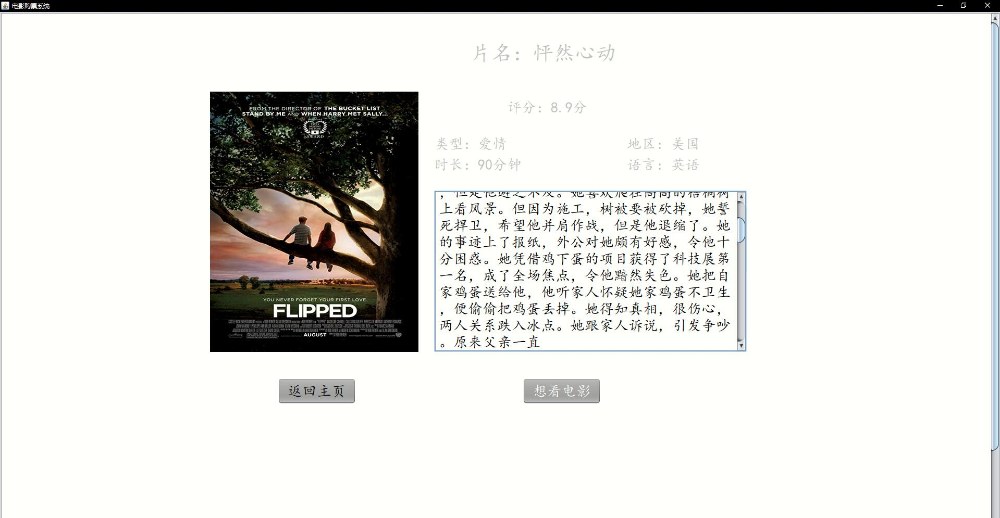 电影购票系统
片名：怦然心动
FROM THE DIRECTOR OF THE BUCKET LIST
STAND BY ME AND WHEN HARRY MET SALLY...
TRULY
MOVING
PICTURE
AWARD
YOU NEVER FORGET YOUR FIRST LOVE.
FLIPPED
AUGUST
评分：8.9分
类型：爱情
地区：美国
时长：90分钟
语言：英语
，但是他避之不及。她喜欢爬在高高的梧桐树
上看风景。但因为施工，树被要被砍掉，她誓
死捍卫，希望他并肩作战，但是他退缩了。她
的事迹上了报纸，外公对她颇有好感，令他十
分困惑。她凭借鸡下蛋的项目获得了科技展第
一名，成了全场焦点，令他黯然失色。她把自
家鸡蛋送给他，他听家人怀疑她家鸡蛋不卫生
，便偷偷把鸡蛋丢掉。她得知真相，很伤心，
两人关系跌入冰点。她跟家人诉说，引发争吵
。原来父亲一直
返回主页
想看电影